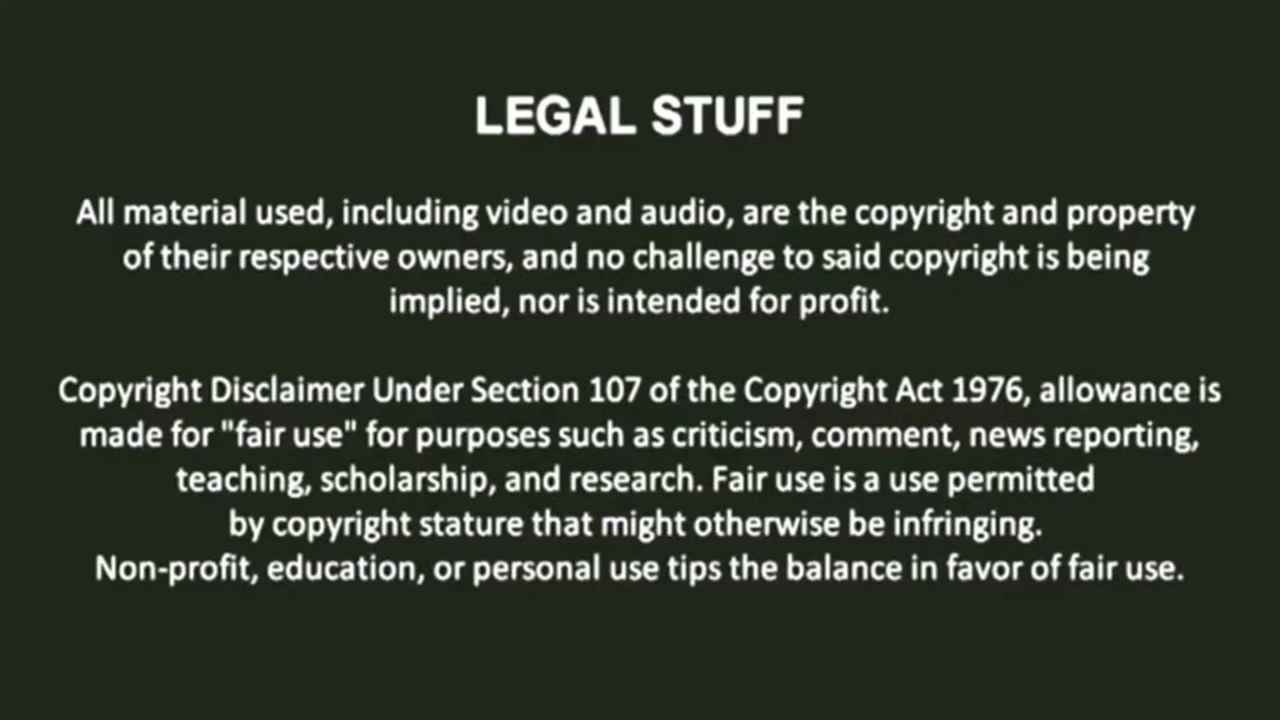 LEGAL STUFF
All material used, including video and audio, are the copyright and property
of their respective owners, and no challenge to said copyright is being
implied, nor is intended for profit.
Copyright Disclaimer Under Section 107 of the Copyright Act 1976, allowance is
made for "fair use" for purposes such as criticism, comment, news reporting,
teaching, scholarship, and research. Fair use is a use permitted
by copyright stature that might otherwise be infringing.
Non-profit, education, or personal use tips the balance in favor of fair use.